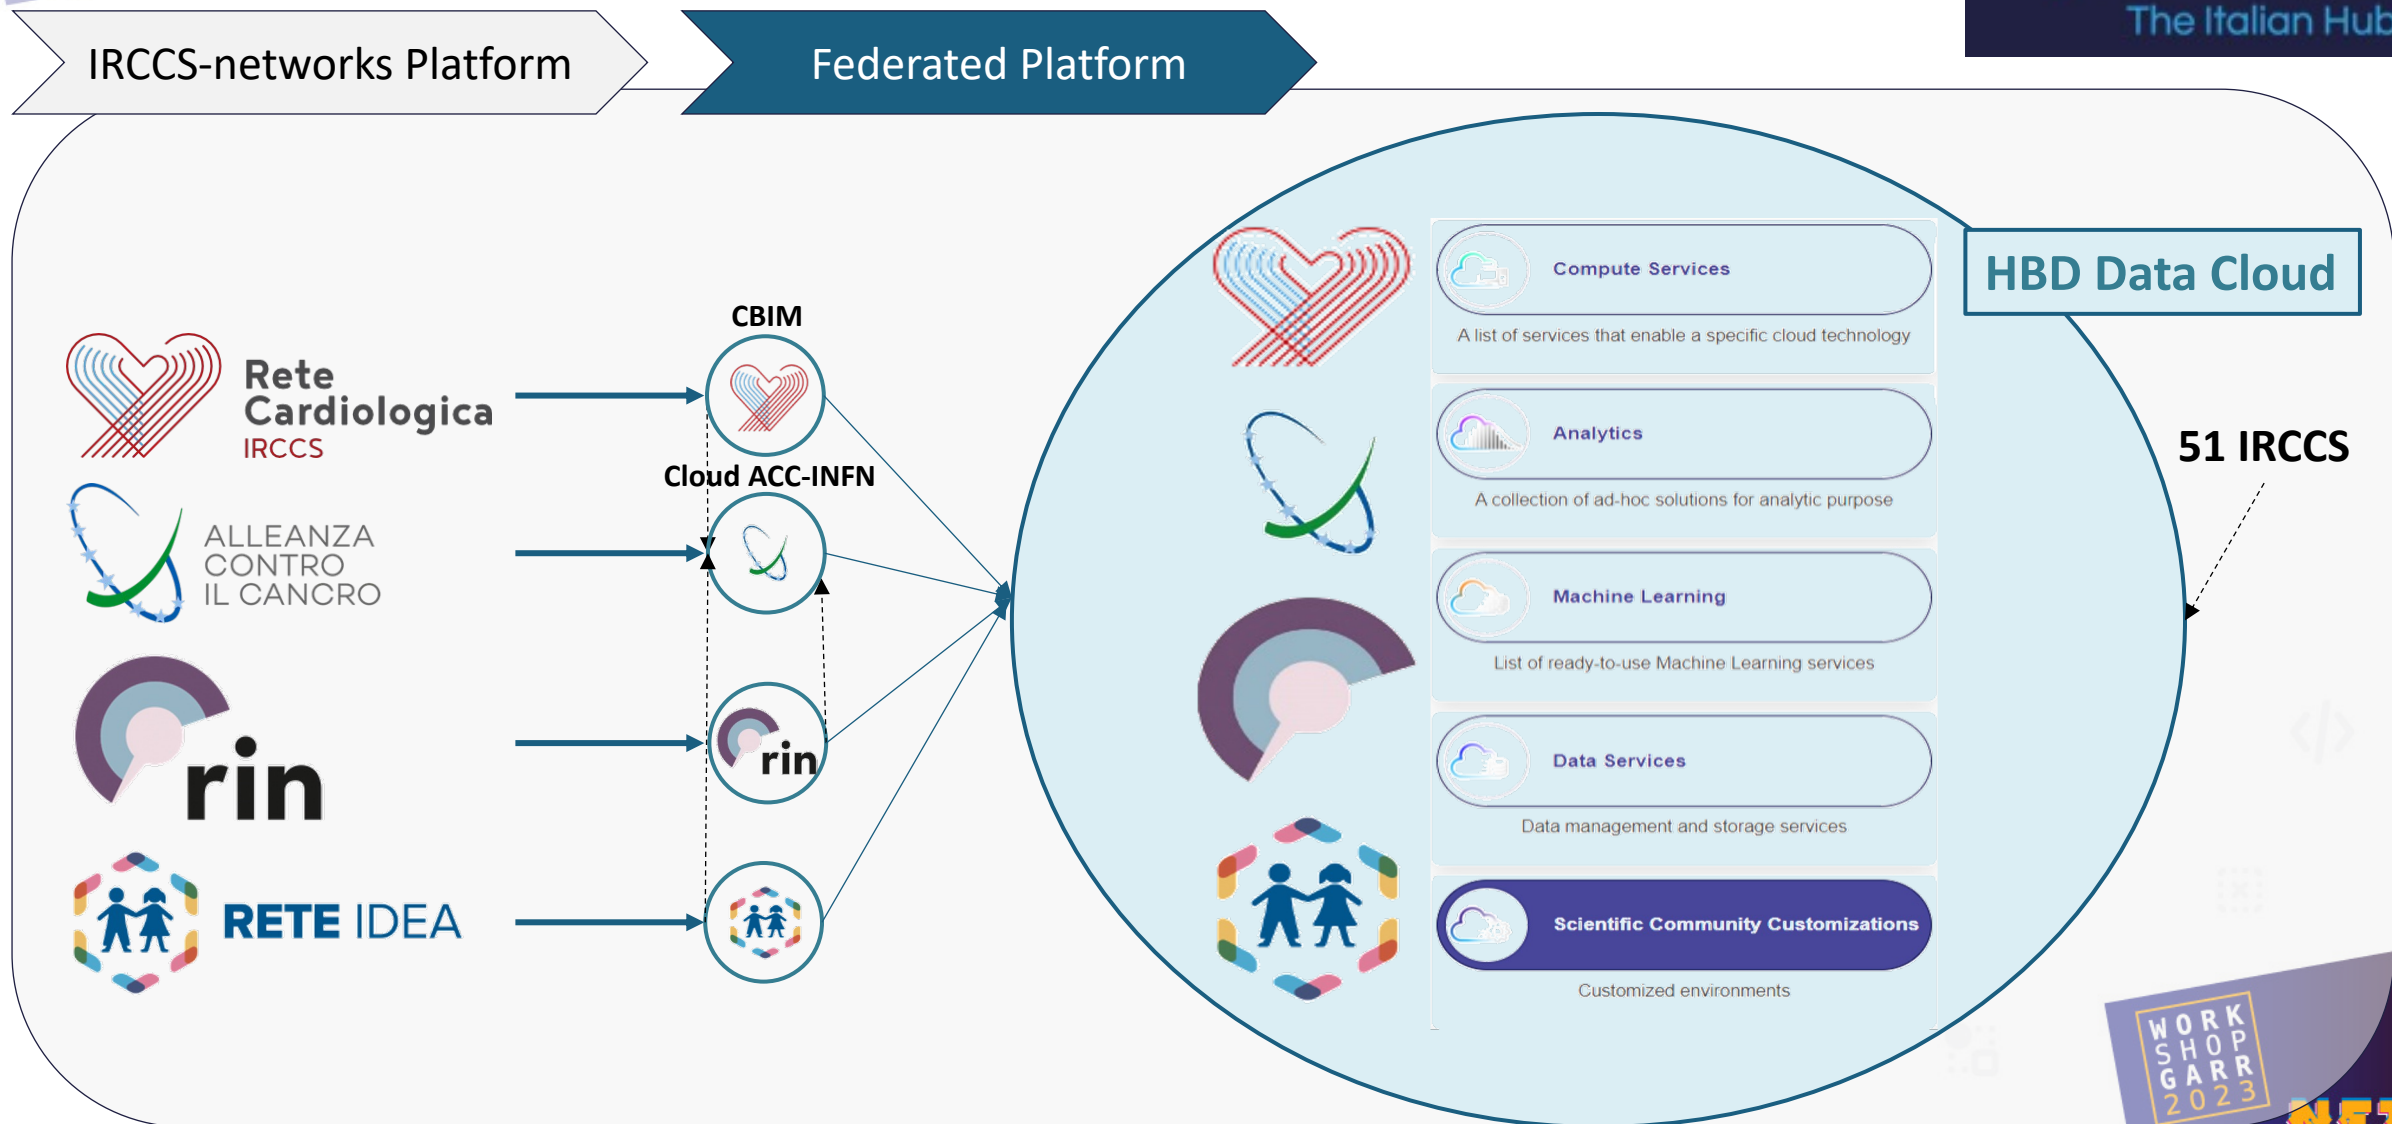 The Italian Hub
IRCCS-networks Platform
Federated Platform
Rete
Cardiologica
IRCCS
ALLEANZA
CONTRO
IL CANCRO
rin
RETE IDEA
CBIM
Cloud ACC-INFN
rin
Compute Services
A list of services that enable a specific cloud technology
Analytics
A collection of ad-hoc solutions for analytic purpose
Machine Learning
List of ready-to-use Machine Learning services
Data Services
Data management and storage services
Scientific Community Customizations
Customized environments
HBD Data Cloud
51 IRCCS
WORK
SHOP
GARR
2023